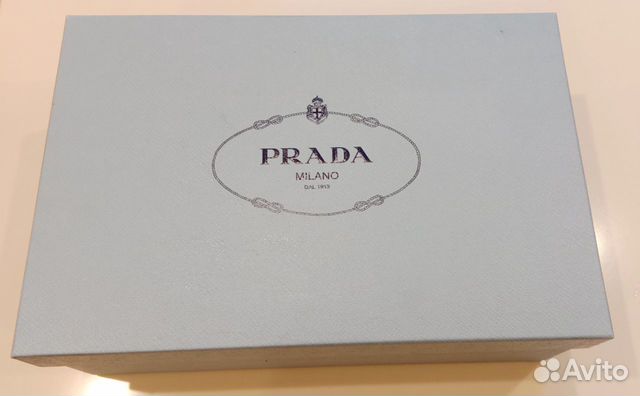 PRADA
MILANO
DAL 1913
Avito